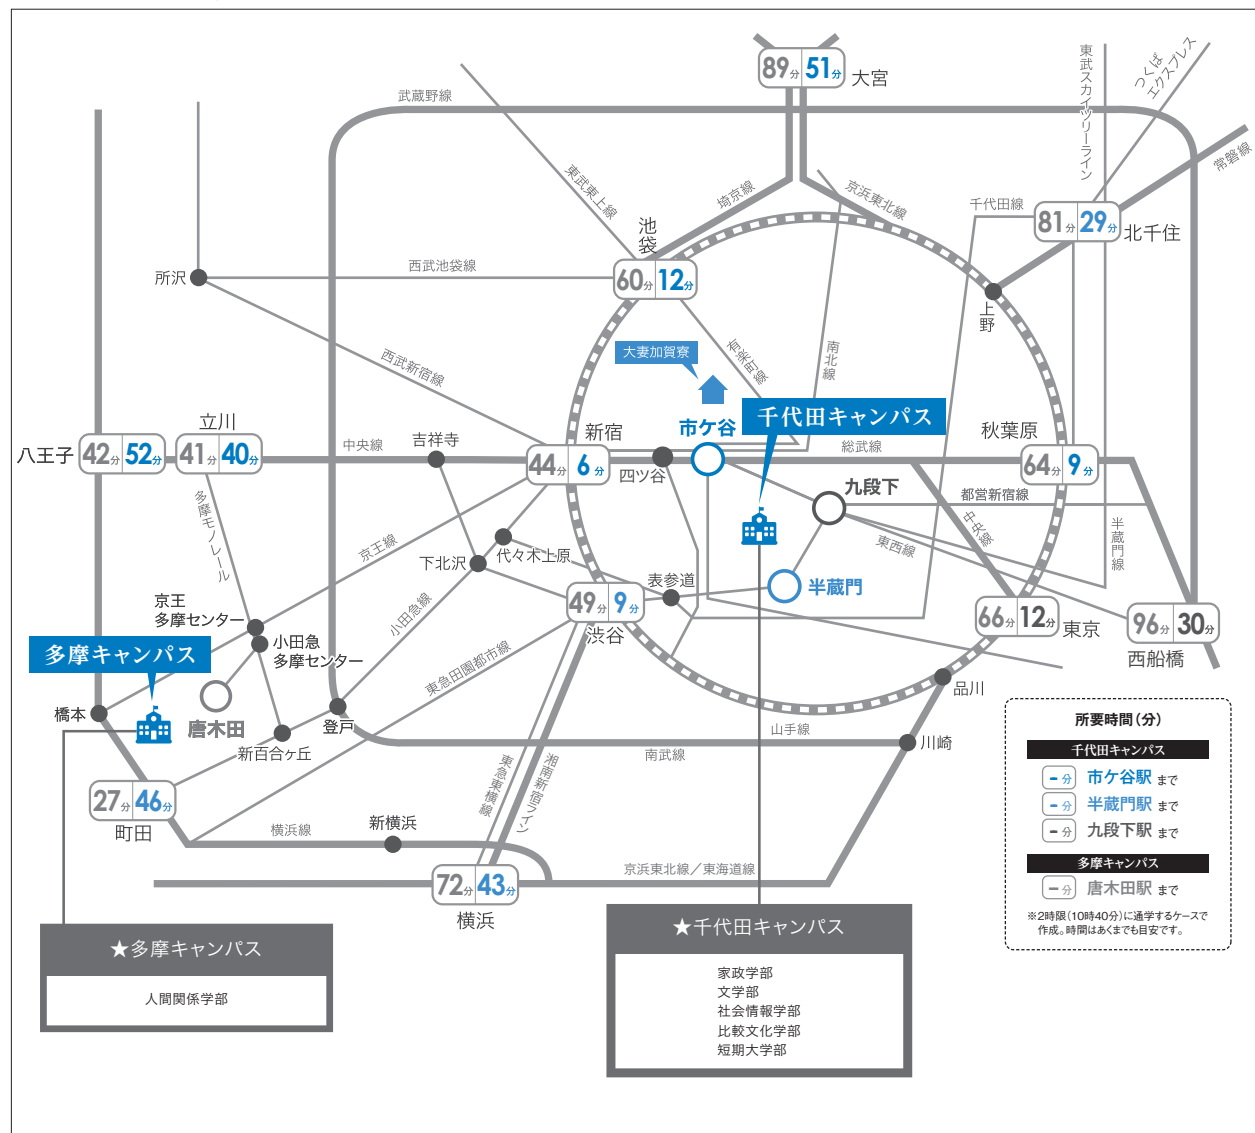 89分 51分
大宮
武蔵野線
東武東上線
埼京線
京浜東北線
東武スカイツリーライン
つくば
エクスプレス
常磐線
千代田線
81分 29分
北千住
池袋
60分 12分
所沢
西武池袋線
上野
大妻加賀寮
有楽町線
南北線
西武新宿線
千代田キャンパス
立川
新宿
市ケ谷
秋葉原
八王子
42分 52分
41分 40分
中央線
吉祥寺
44分 6分
四ツ谷
総武線
64分 9分
九段下
都営新宿線
多摩モノレール
京王線
代々木上原
下北沢
東西線
中央線
半蔵門線
表参道
半蔵門
49分 9分
渋谷
66分 12分
東京
96分 30分
西船橋
京王
多摩センター
小田急
多摩センター
小田急線
多摩キャンパス
東急田園都市線
唐木田
橋本
新百合ヶ丘
登戸
品川
山手線
川崎
南武線
27分 46分
町田
東急東横線
湘南新宿ライン
横浜線
新横浜
72分 43分
横浜
京浜東北線／東海道線
所要時間（分）
千代田キャンパス
-分 市ケ谷駅 まで
-分 半蔵門駅 まで
-分 九段下駅 まで
多摩キャンパス
-分 唐木田駅 まで
※2時限（10時40分）に通学するケースで
作成。時間はあくまでも目安です。
★多摩キャンパス
人間関係学部
★千代田キャンパス
家政学部
文学部
社会情報学部
比較文化学部
短期大学部